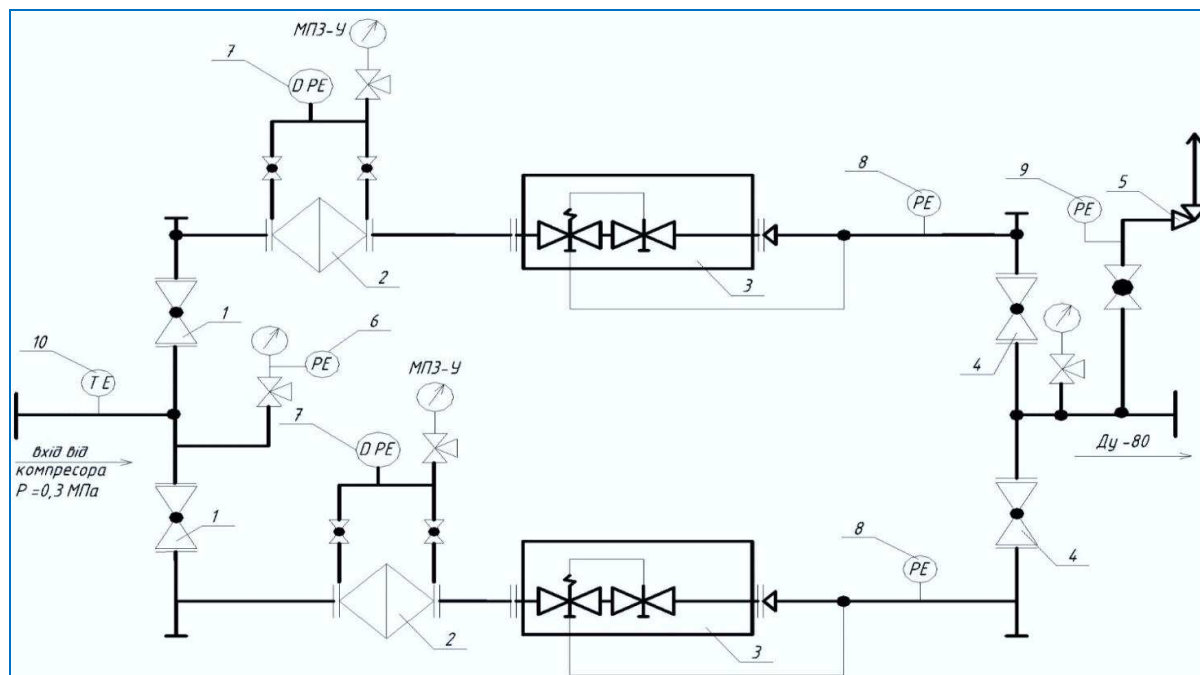 МПЗ-У
7
D PE
8
9
5
PE
PE
2
3
1
6
10
PE
МПЗ-У
4
T E
7
вхід від
компресора
P =0,3 МПа
D PE
Ду -80
1
8
4
PE
2
3